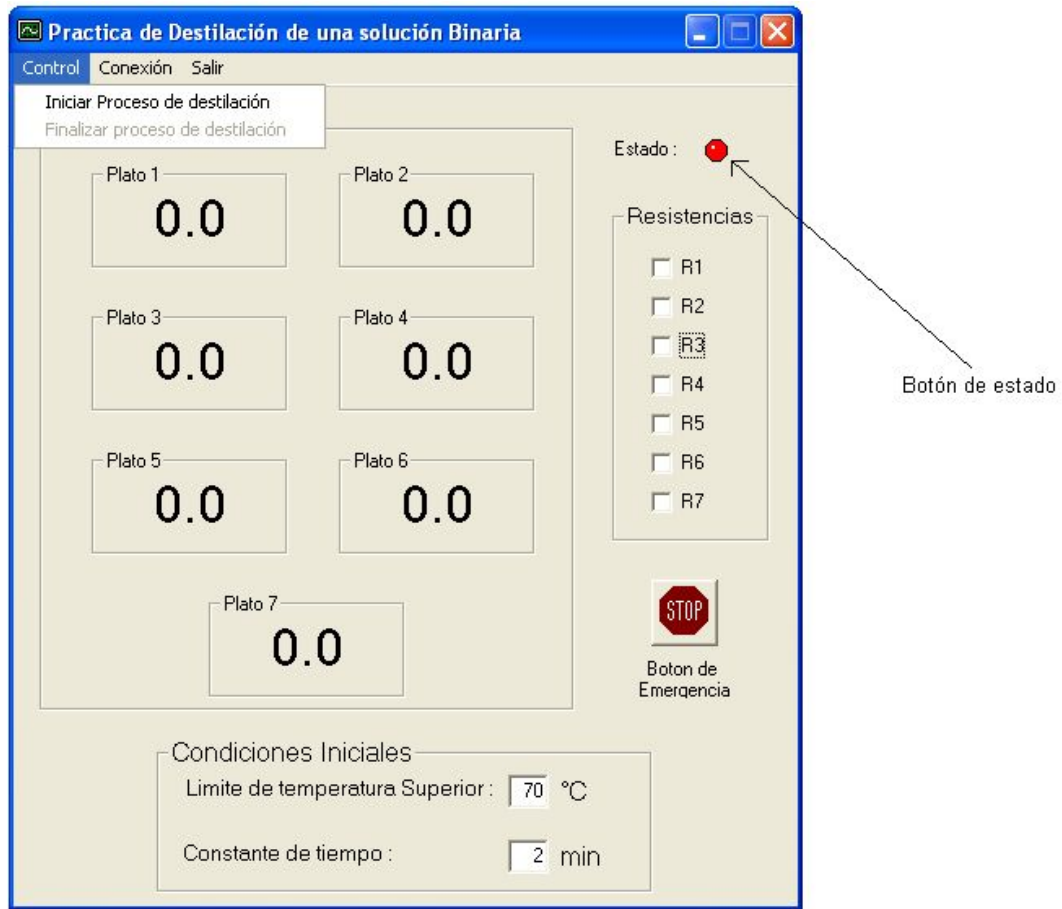 Practica de Destilación de una solución Binaria
Control Conexión Salir
Iniciar Proceso de destilación
Finalizar proceso de destilación
Estado :
Plato 1
0.0
Plato 2
0.0
Resistencias
R1
R2
R3
R4
R5
R6
R7
Plato 3
0.0
Plato 4
0.0
Botón de estado
Plato 5
0.0
Plato 6
0.0
Plato 7
0.0
STOP
Boton de
Emergencia
Condiciones Iniciales
Limite de temperatura Superior : 70 °C
Constante de tiempo : 2 min